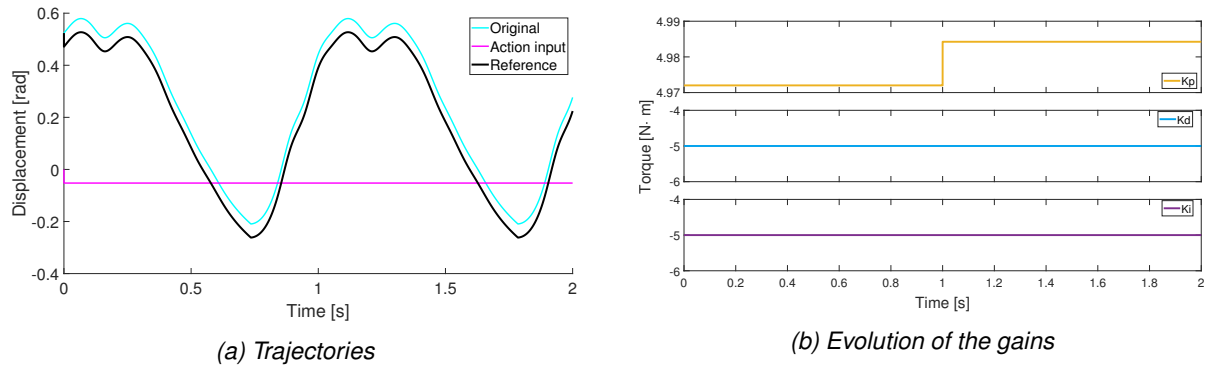 0.6
0.4
0.2
0
-0.2
-0.4
Displacement [rad]
Original
Action input
Reference
0
0.5
1
1.5
2
Time [s]
(a) Trajectories
4.99
4.98
4.97
Kp
-4
-5
-6
Kd
-4
-5
-6
Ki
Torque [N· m]
0
0.2
0.4
0.6
0.8
1
1.2
1.4
1.6
1.8
2
Time [s]
(b) Evolution of the gains